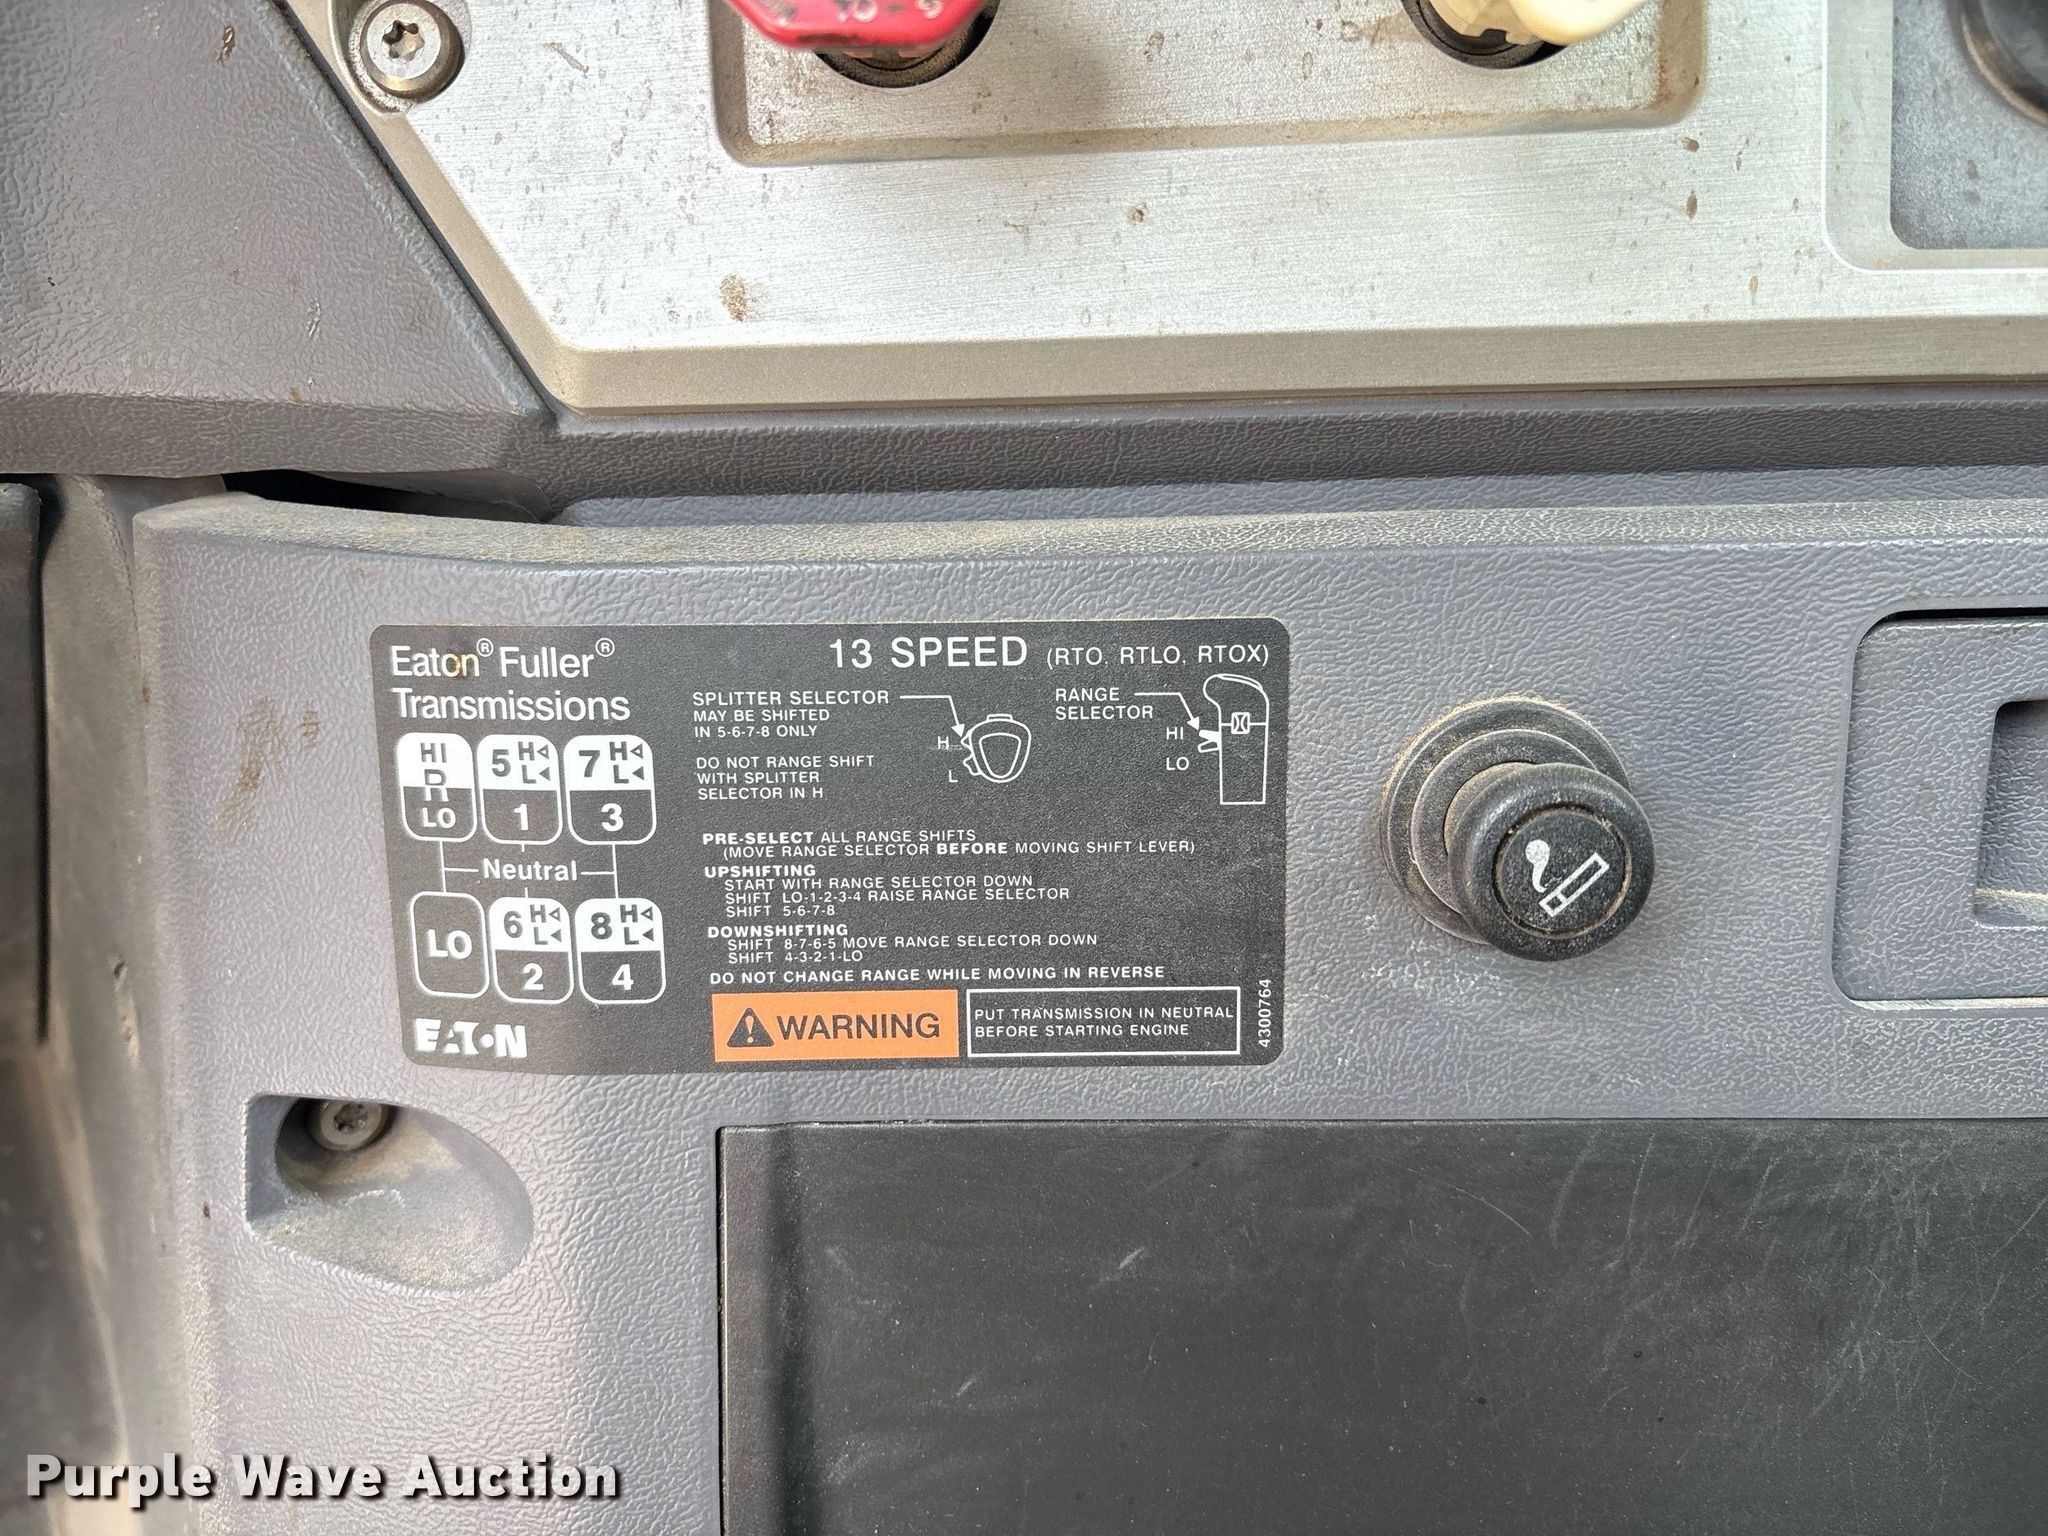 Eaton® Fuller®
Transmissions
13 SPEED (RTO, RTLO, RTOX)
HI
R
LO
5 H L
1
7 H L
3
Neutral
LO
6 H L
2
8 H L
4
EATON
SPLITTER SELECTOR
MAY BE SHIFTED
IN 5-6-7-8 ONLY
H
L
RANGE
SELECTOR
HI
LO
DO NOT RANGE SHIFT
WITH SPLITTER
SELECTOR IN H
PRE-SELECT ALL RANGE SHIFTS
(MOVE RANGE SELECTOR BEFORE MOVING SHIFT LEVER)
UPSHIFTING
START WITH RANGE SELECTOR DOWN
SHIFT LO-1-2-3-4 RAISE RANGE SELECTOR
SHIFT 5-6-7-8
DOWNSHIFTING
SHIFT 8-7-6-5 MOVE RANGE SELECTOR DOWN
SHIFT 4-3-2-1-LO
DO NOT CHANGE RANGE WHILE MOVING IN REVERSE
WARNING
PUT TRANSMISSION IN NEUTRAL
BEFORE STARTING ENGINE
4300764
Purple Wave Auction